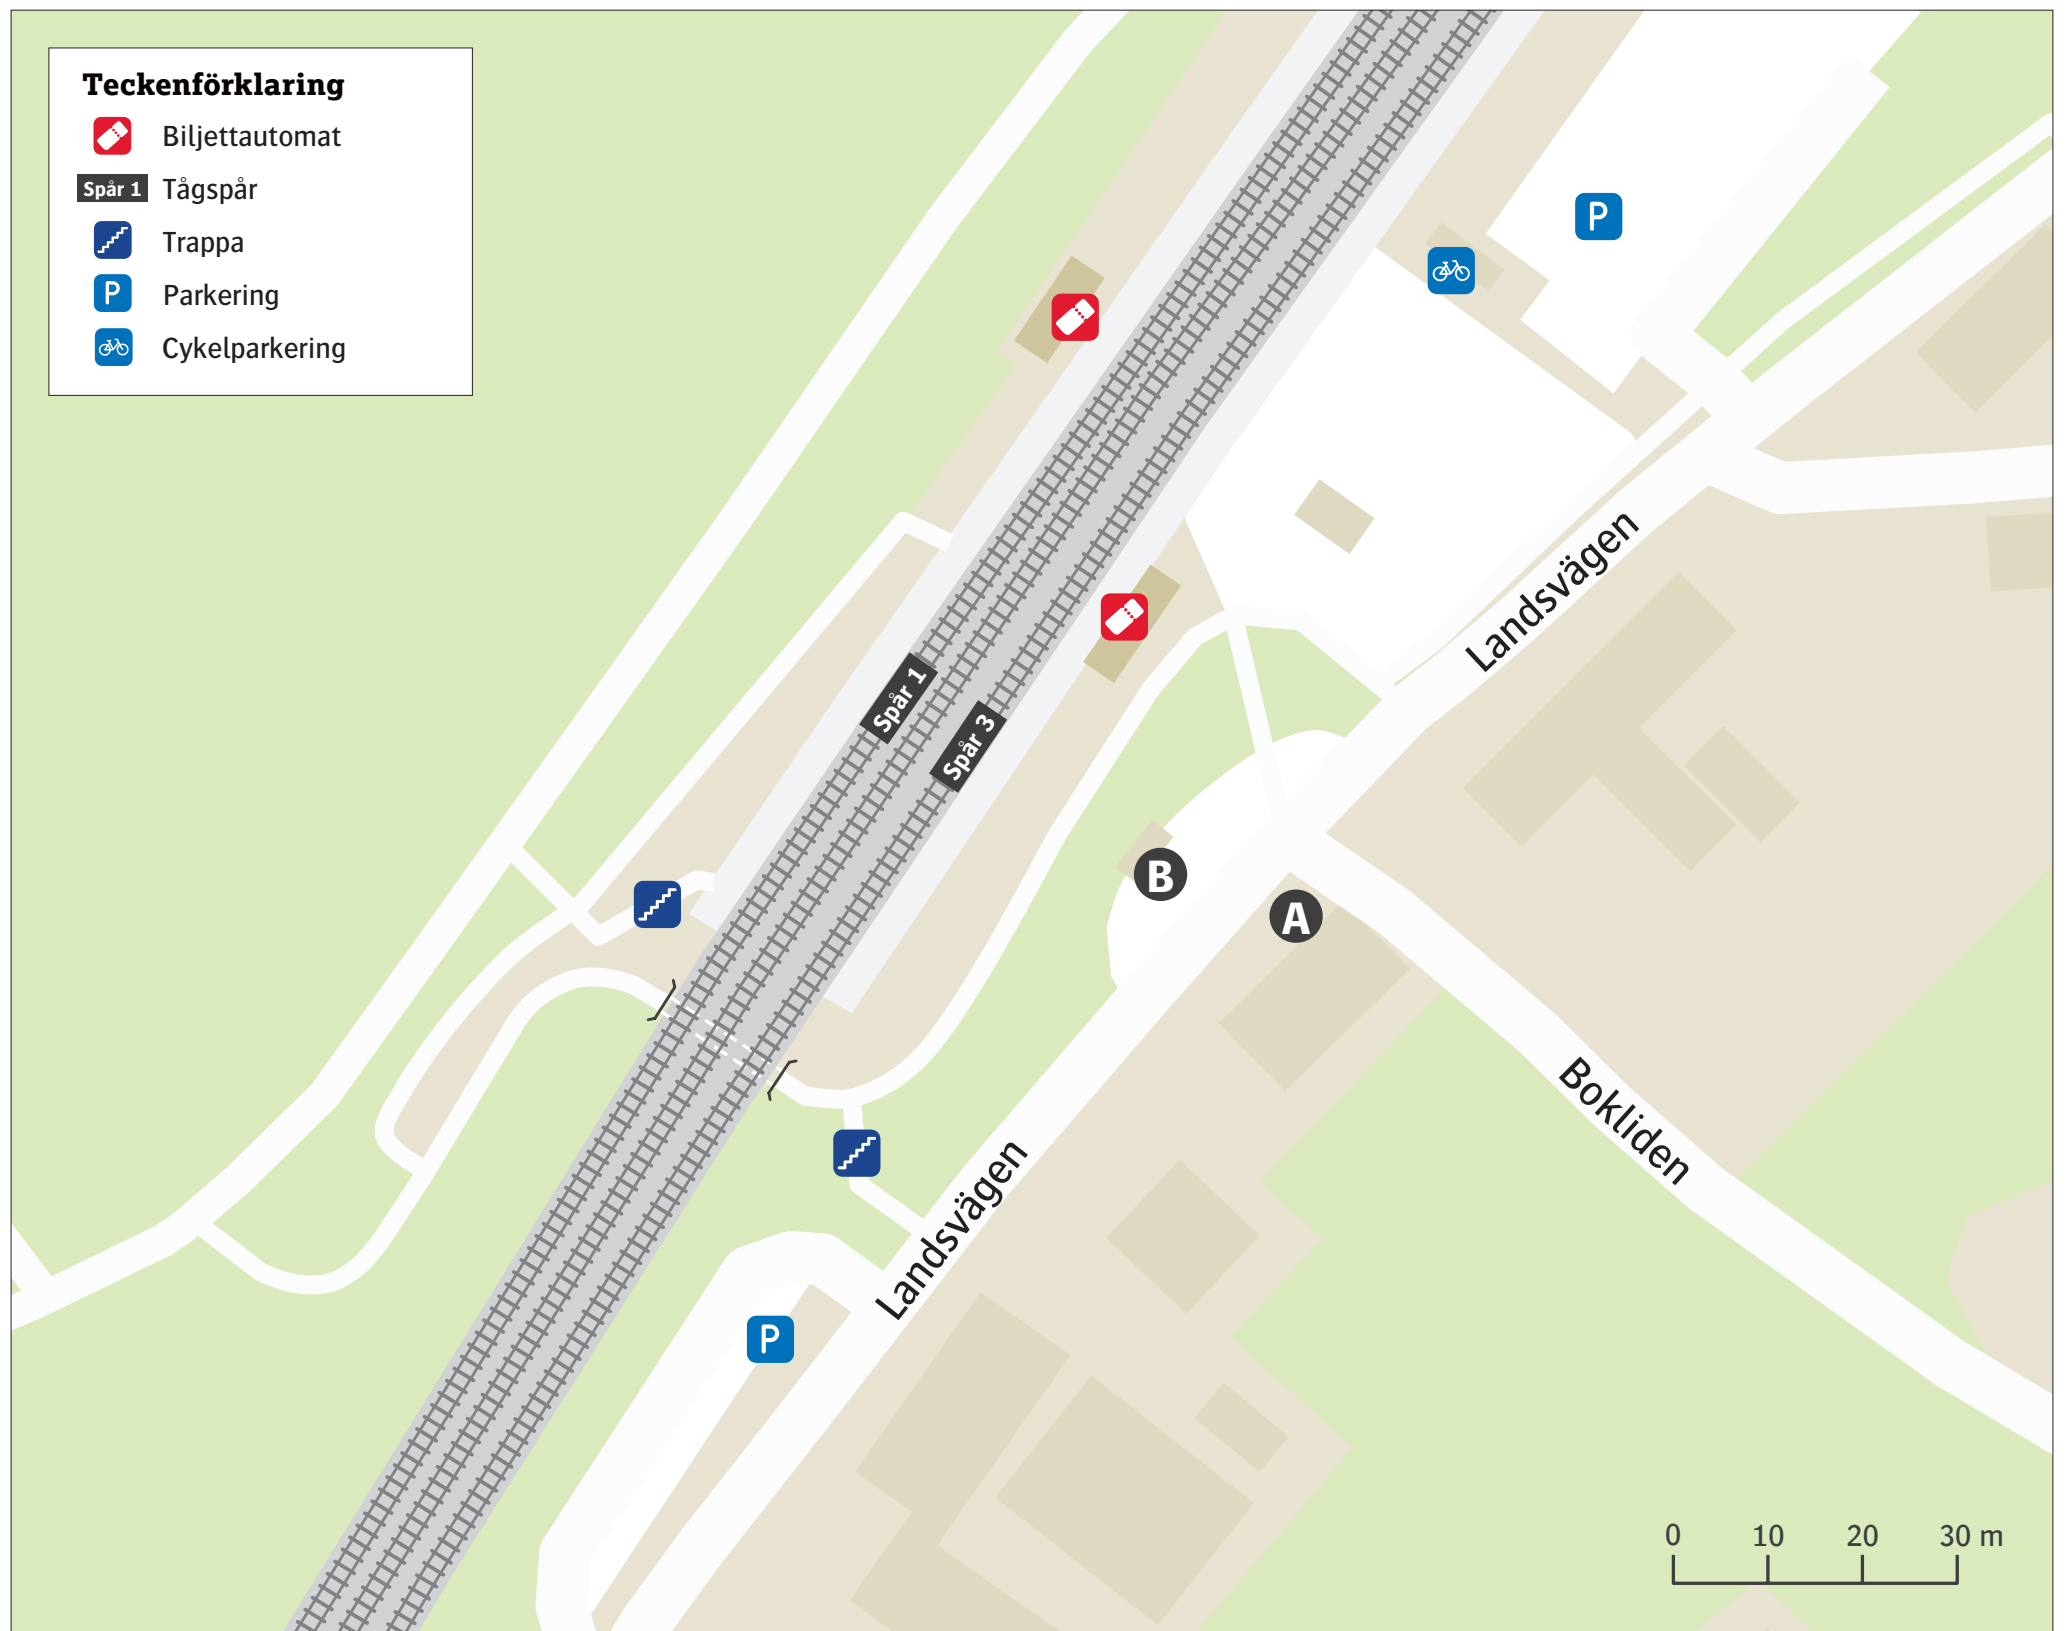 Teckenförklaring
Biljettautomat
Spår 1 Tågspår
Trappa
P Parkering
Cykelparkering
P
Landsvägen
Spår 1
Spår 3
B
A
Bokliden
Landsvägen
P
0 10 20 30 m